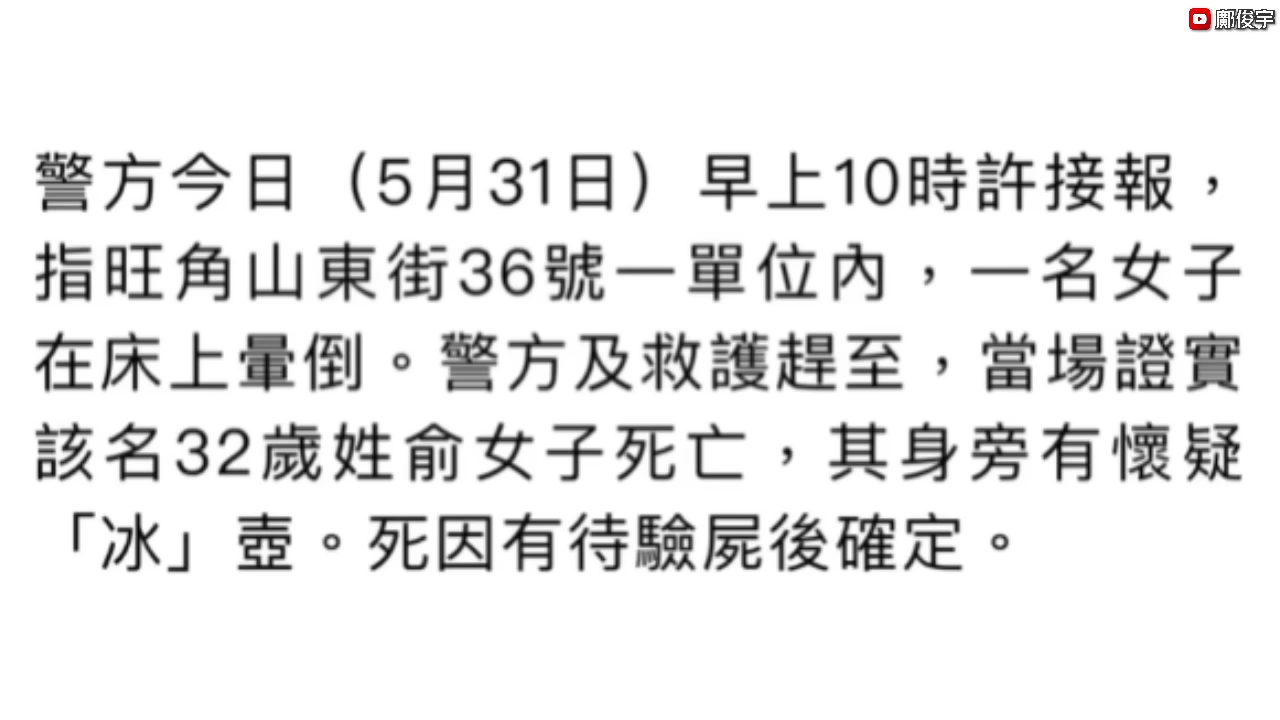 鄺俊宇
警方今日（5月31日）早上10時許接報，
指旺角山東街36號一單位內，一名女子
在床上暈倒。警方及救護趕至，當場證實
該名32歲姓俞女子死亡，其身旁有懷疑
「冰」壺。死因有待驗屍後確定。